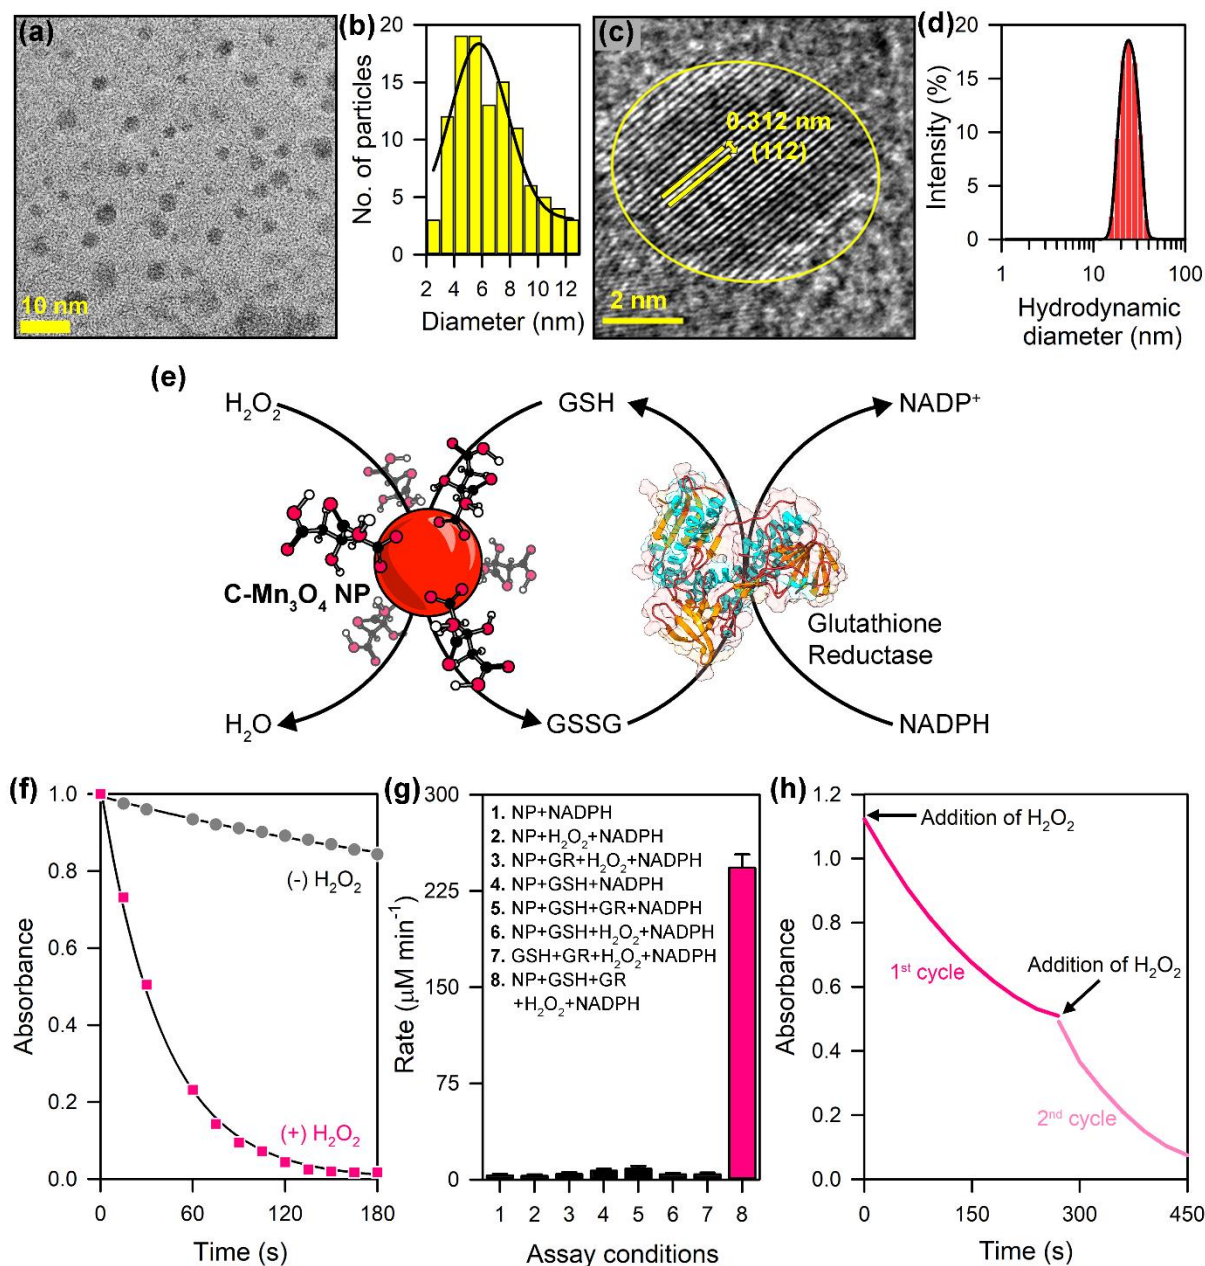 (a)
10 nm
(b)
No. of particles
20
15
10
5
0
2 4 6 8 10 12
Diameter (nm)
(c)
0.312 nm
(112)
2 nm
(d)
Intensity (%)
20
15
10
5
0
1 10 100
Hydrodynamic
diameter (nm)
(e)
H₂O₂
GSH
NADP⁺
C-Mn₃O₄ NP
Glutathione
Reductase
H₂O
GSSG
NADPH
(f)
Absorbance
1.0
0.8
0.6
0.4
0.2
0.0
(-) H₂O₂
(+) H₂O₂
0 60 120 180
Time (s)
(g)
Rate (µM min⁻¹)
300
225
150
75
0
1. NP+NADPH
2. NP+H₂O₂+NADPH
3. NP+GR+H₂O₂+NADPH
4. NP+GSH+NADPH
5. NP+GSH+GR+NADPH
6. NP+GSH+H₂O₂+NADPH
7. GSH+GR+H₂O₂+NADPH
8. NP+GSH+GR
+H₂O₂+NADPH
1 2 3 4 5 6 7 8
Assay conditions
(h)
Absorbance
1.2
1.0
0.8
0.6
0.4
0.2
0.0
Addition of H₂O₂
1st cycle
Addition of H₂O₂
2nd cycle
0 150 300 450
Time (s)